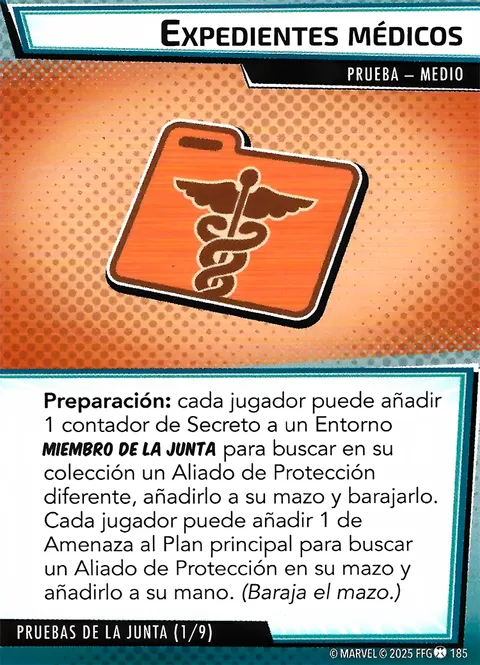 EXPEDIENTES MÉDICOS
PRUEBA – MEDIO
Preparación: cada jugador puede añadir
1 contador de Secreto a un Entorno
MIEMBRO DE LA JUNTA para buscar en su
colección un Aliado de Protección
diferente, añadirlo a su mazo y barajarlo.
Cada jugador puede añadir 1 de
Amenaza al Plan principal para buscar
un Aliado de Protección en su mazo y
añadirlo a su mano. (Baraja el mazo.)
PRUEBAS DE LA JUNTA (1/9)
© MARVEL © 2025 FFG 185